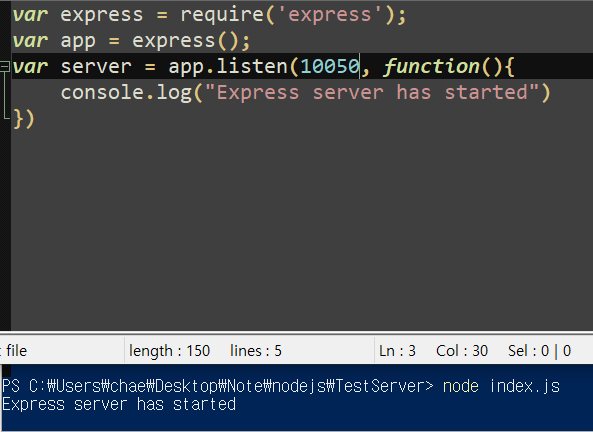 var express = require('express');
var app = express();
var server = app.listen(10050, function(){
    console.log("Express server has started")
})
t file length : 150 lines : 5 Ln : 3 Col : 30 Sel : 0 | 0
PS C:₩Users₩chae₩Desktop₩Note₩nodejs₩TestServer> node index.js
Express server has started